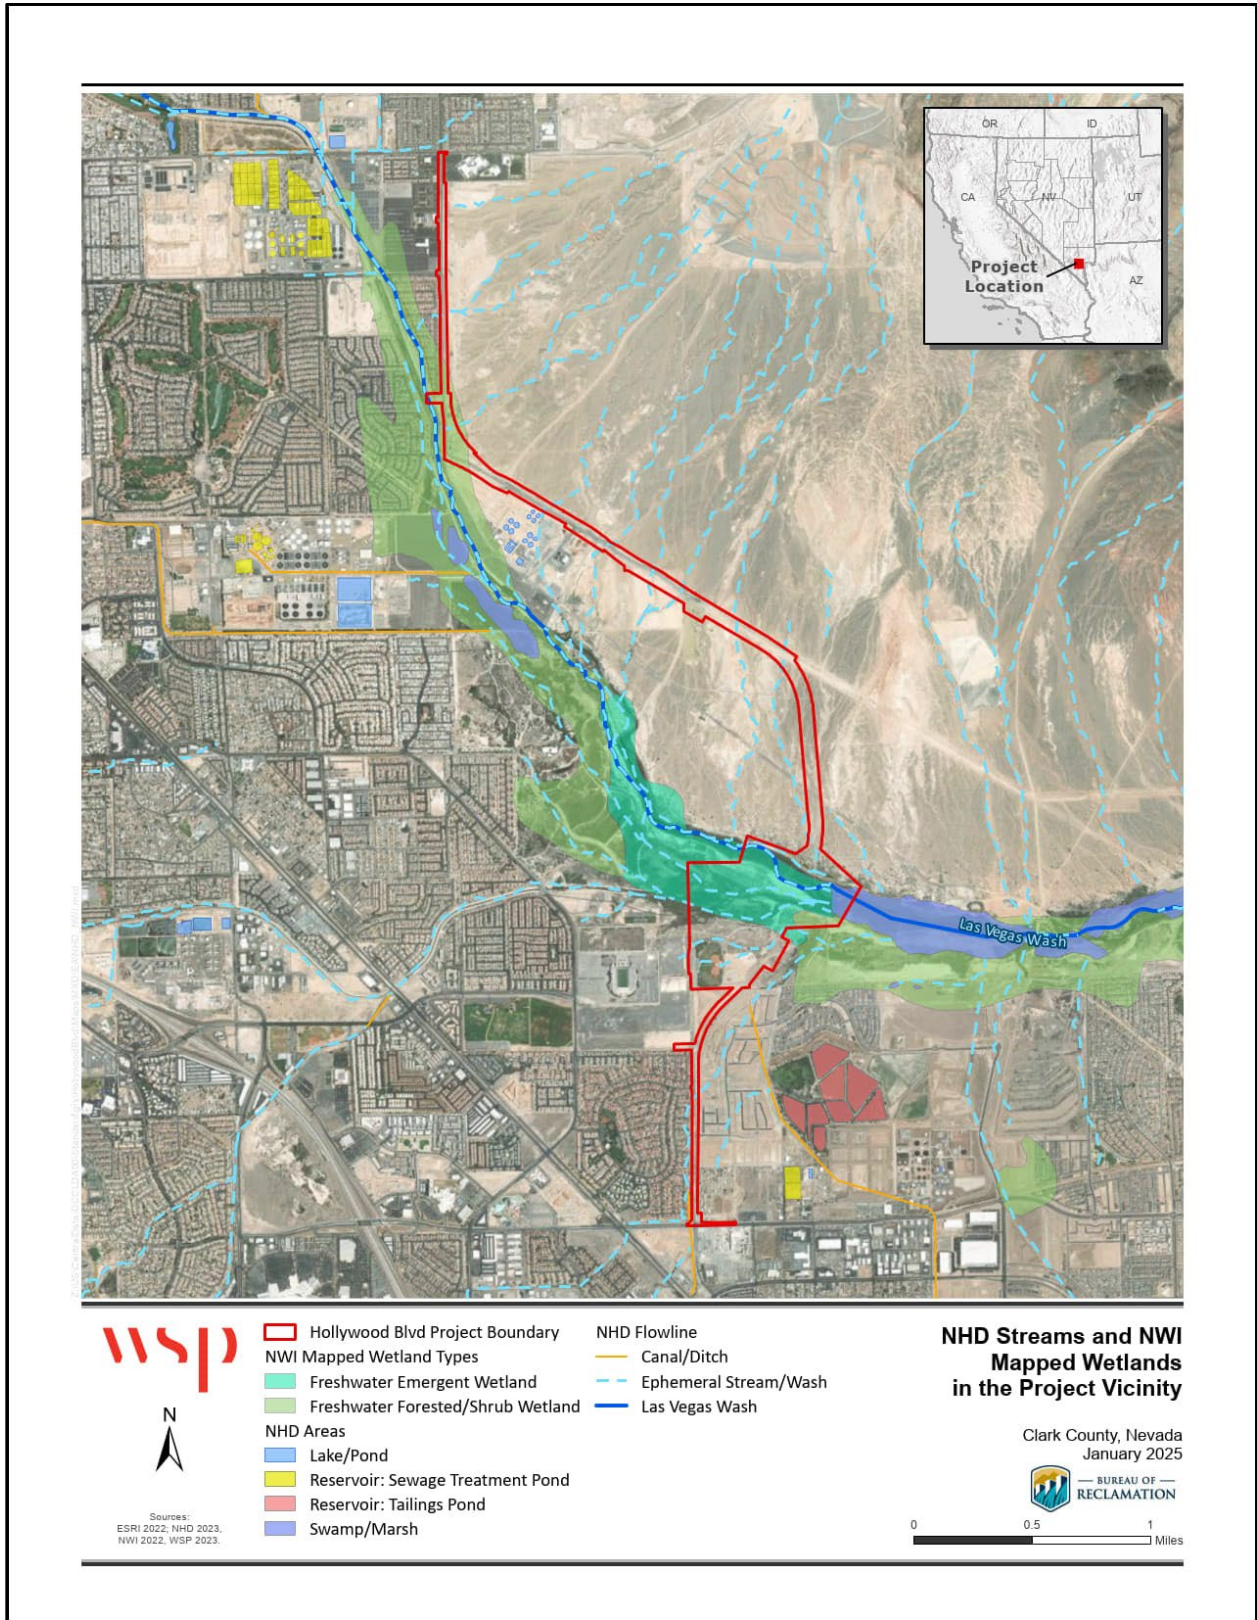 OR
ID
CA
NV
UT
Project
Location
AZ
Las Vegas Wash
wsp
N
Sources:
ESRI 2022; NHD 2023,
NWI 2022, WSP 2023.
Hollywood Blvd Project Boundary
NWI Mapped Wetland Types
Freshwater Emergent Wetland
Freshwater Forested/Shrub Wetland
NHD Areas
Lake/Pond
Reservoir: Sewage Treatment Pond
Reservoir: Tailings Pond
Swamp/Marsh
NHD Flowline
Canal/Ditch
Ephemeral Stream/Wash
Las Vegas Wash
NHD Streams and NWI
Mapped Wetlands
in the Project Vicinity
Clark County, Nevada
January 2025
BUREAU OF
RECLAMATION
0 0.5 1
Miles